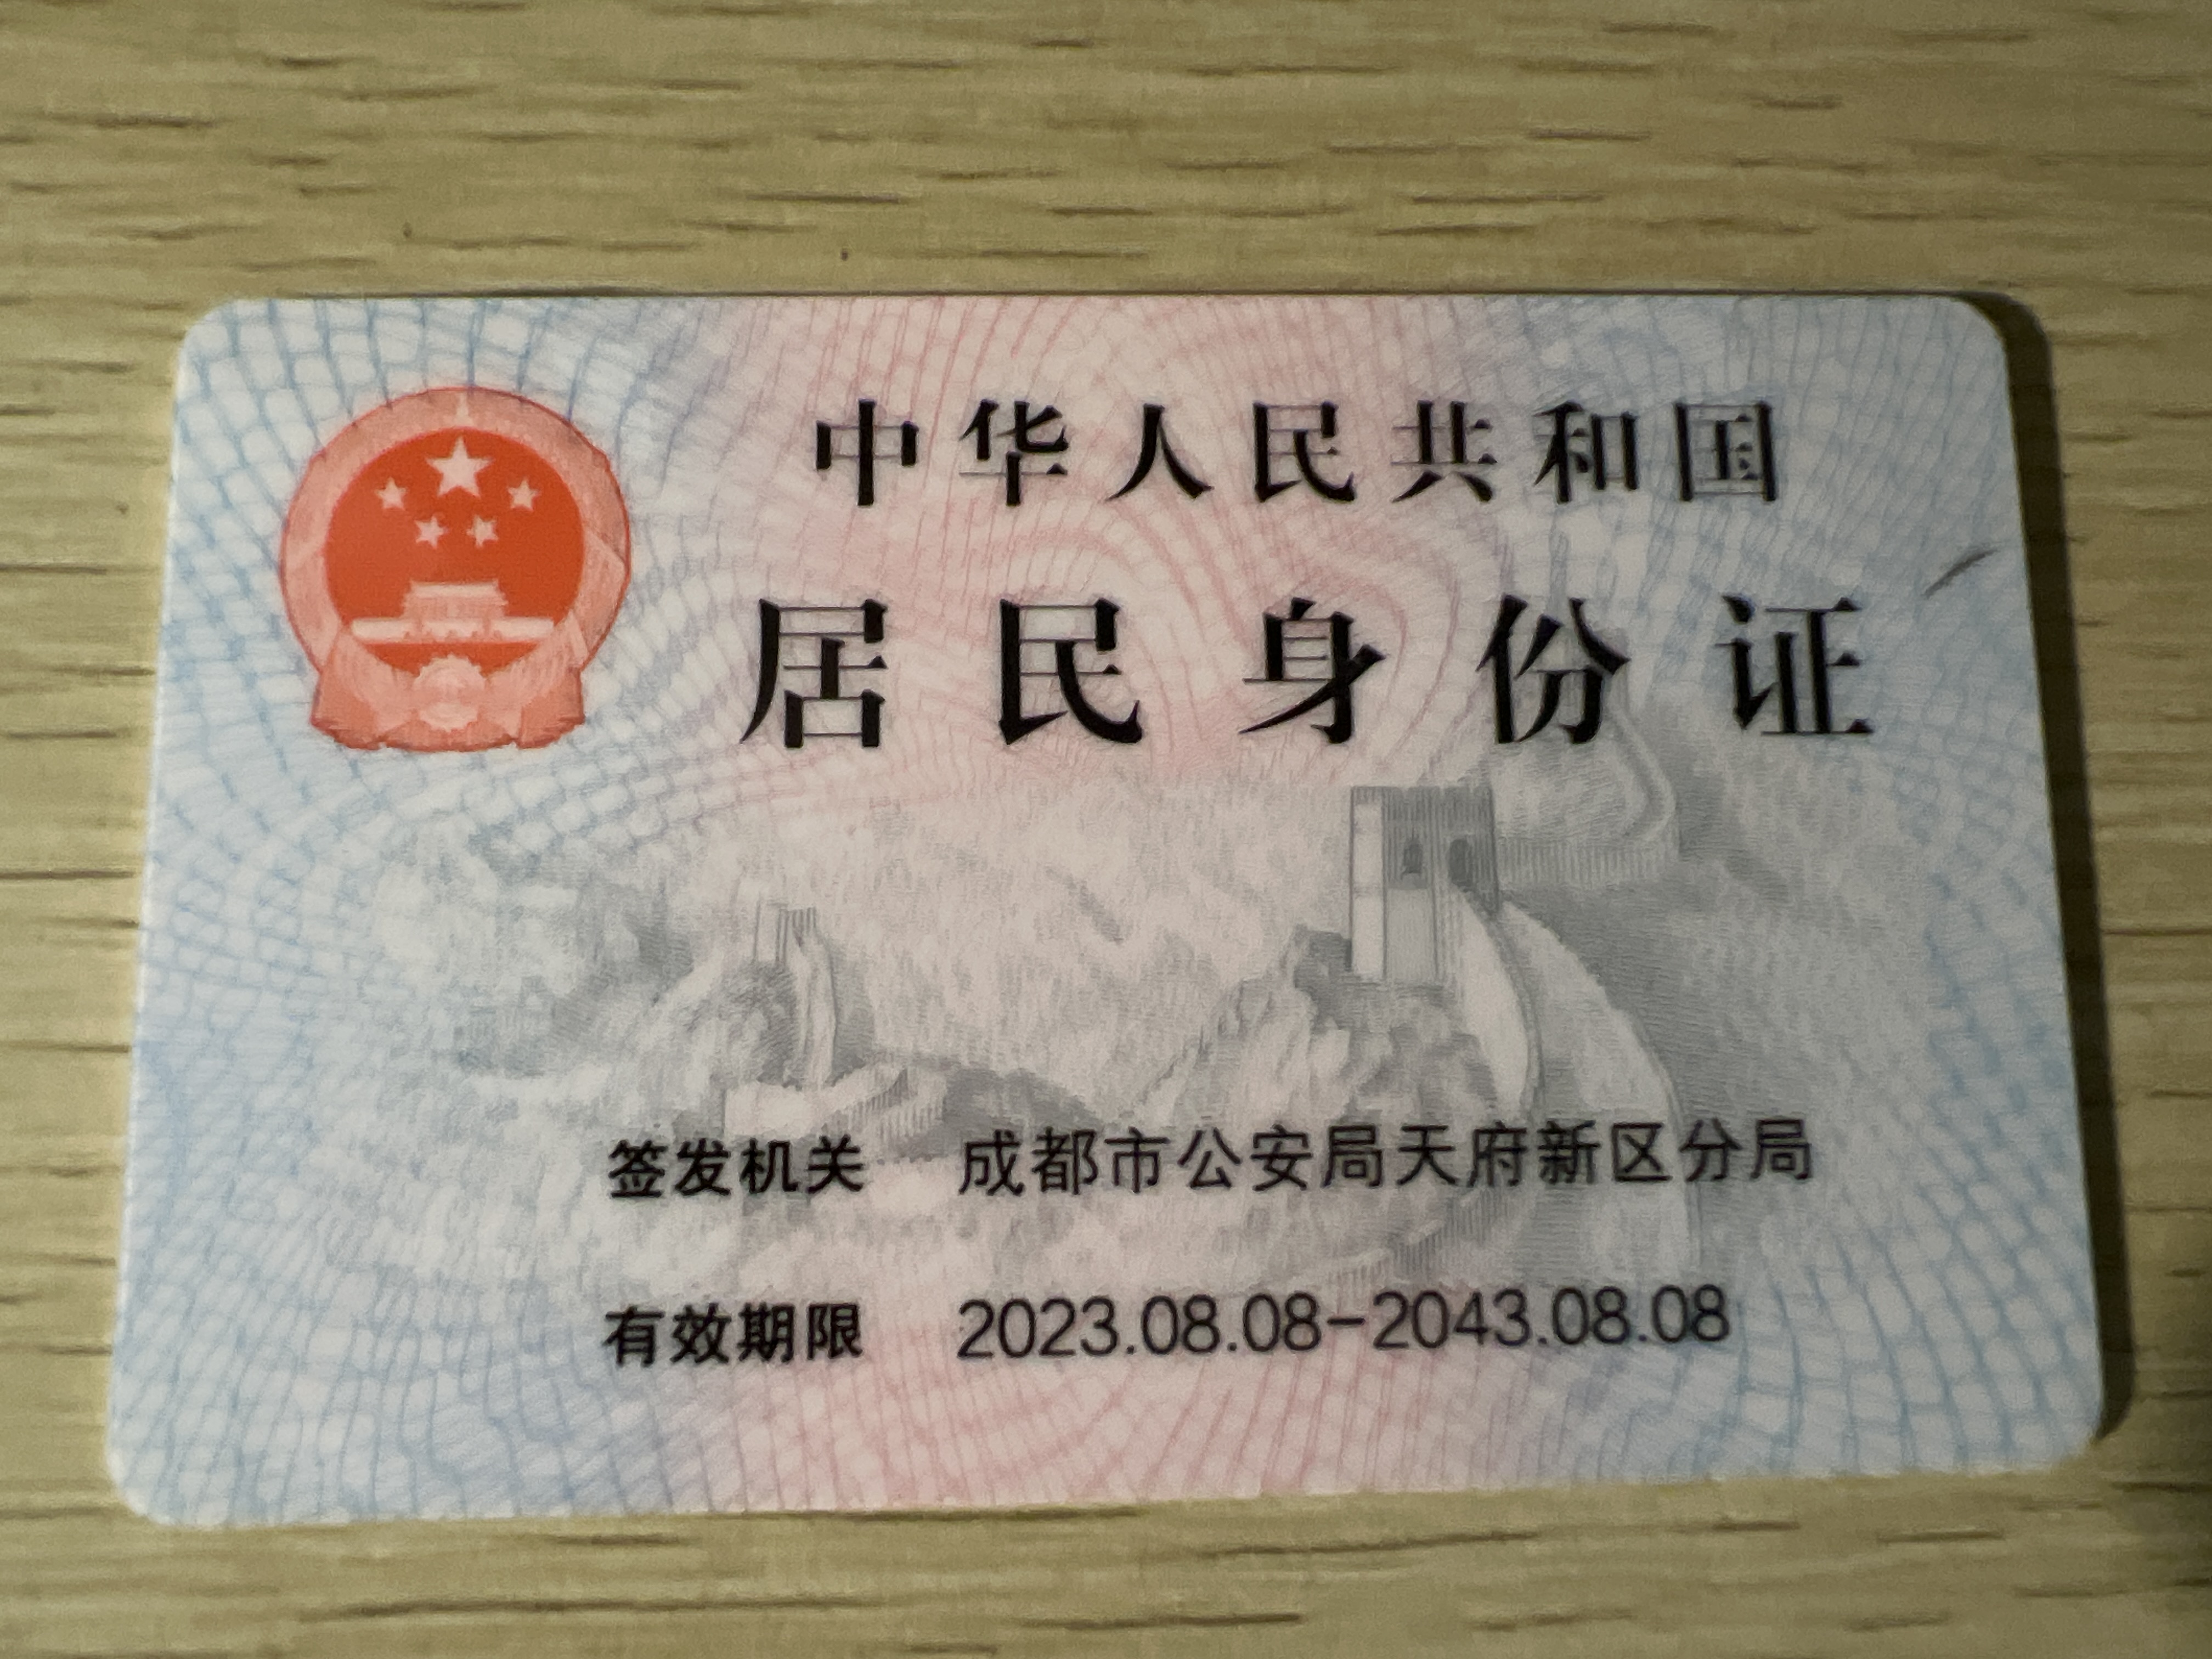 中华人民共和国
居民身份证
签发机关 成都市公安局天府新区分局
有效期限 2023.08.08-2043.08.08